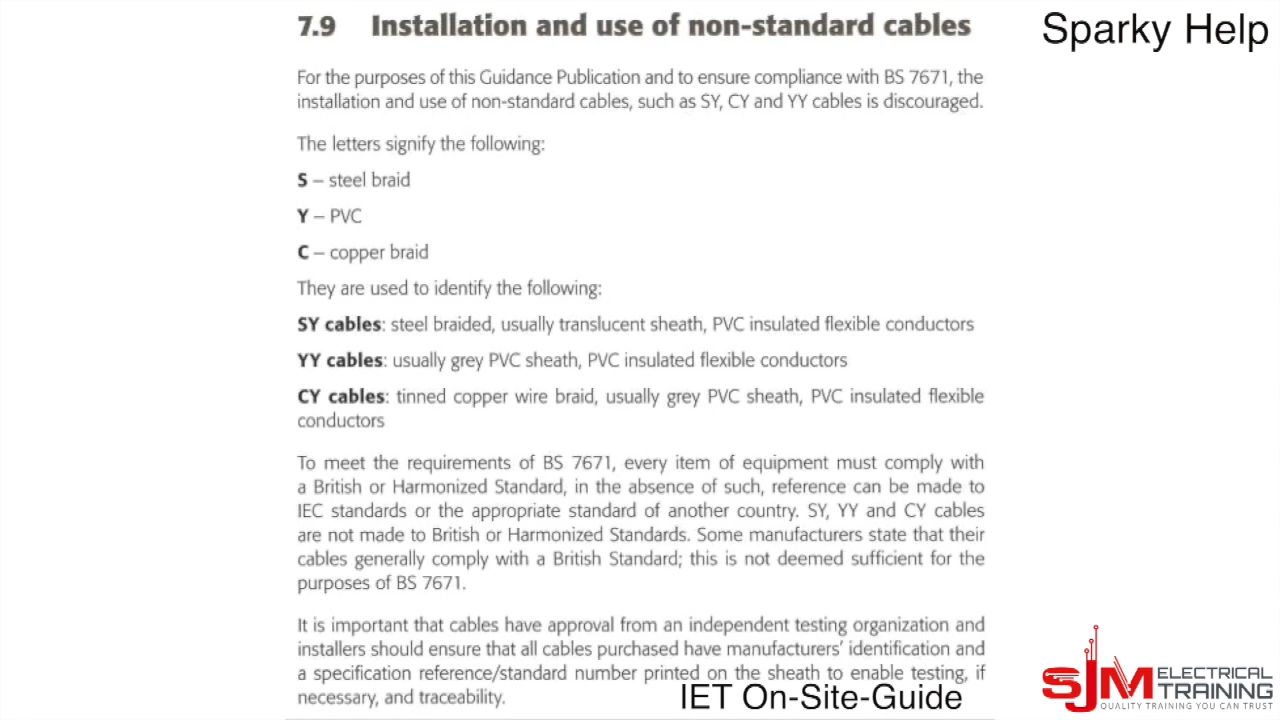 7.9 Installation and use of non-standard cables
Sparky Help
For the purposes of this Guidance Publication and to ensure compliance with BS 7671, the
installation and use of non-standard cables, such as SY, CY and YY cables is discouraged.
The letters signify the following:
S – steel braid
Y – PVC
C – copper braid
They are used to identify the following:
SY cables: steel braided, usually translucent sheath, PVC insulated flexible conductors
YY cables: usually grey PVC sheath, PVC insulated flexible conductors
CY cables: tinned copper wire braid, usually grey PVC sheath, PVC insulated flexible
conductors
To meet the requirements of BS 7671, every item of equipment must comply with
a British or Harmonized Standard, in the absence of such, reference can be made to
IEC standards or the appropriate standard of another country. SY, YY and CY cables
are not made to British or Harmonized Standards. Some manufacturers state that their
cables generally comply with a British Standard; this is not deemed sufficient for the
purposes of BS 7671.
It is important that cables have approval from an independent testing organization and
installers should ensure that all cables purchased have manufacturers' identification and
a specification reference/standard number printed on the sheath to enable testing, if
necessary, and traceability.
IET On-Site-Guide
SJM ELECTRICAL
TRAINING
QUALITY TRAINING YOU CAN TRUST